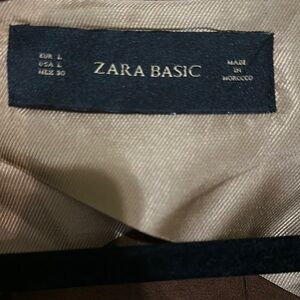 EUR L
USA L
MEX 30
ZARA BASIC
MADE
IN
MOROCCO